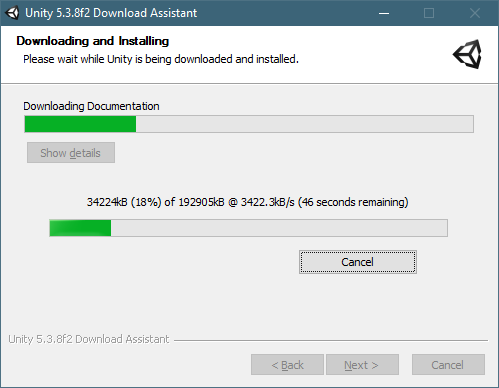 Unity 5.3.8f2 Download Assistant
Downloading and Installing
Please wait while Unity is being downloaded and installed.
Downloading Documentation
Show details
34224kB (18%) of 192905kB @ 3422.3kB/s (46 seconds remaining)
Cancel
Unity 5.3.8f2 Download Assistant
< Back Next > Cancel